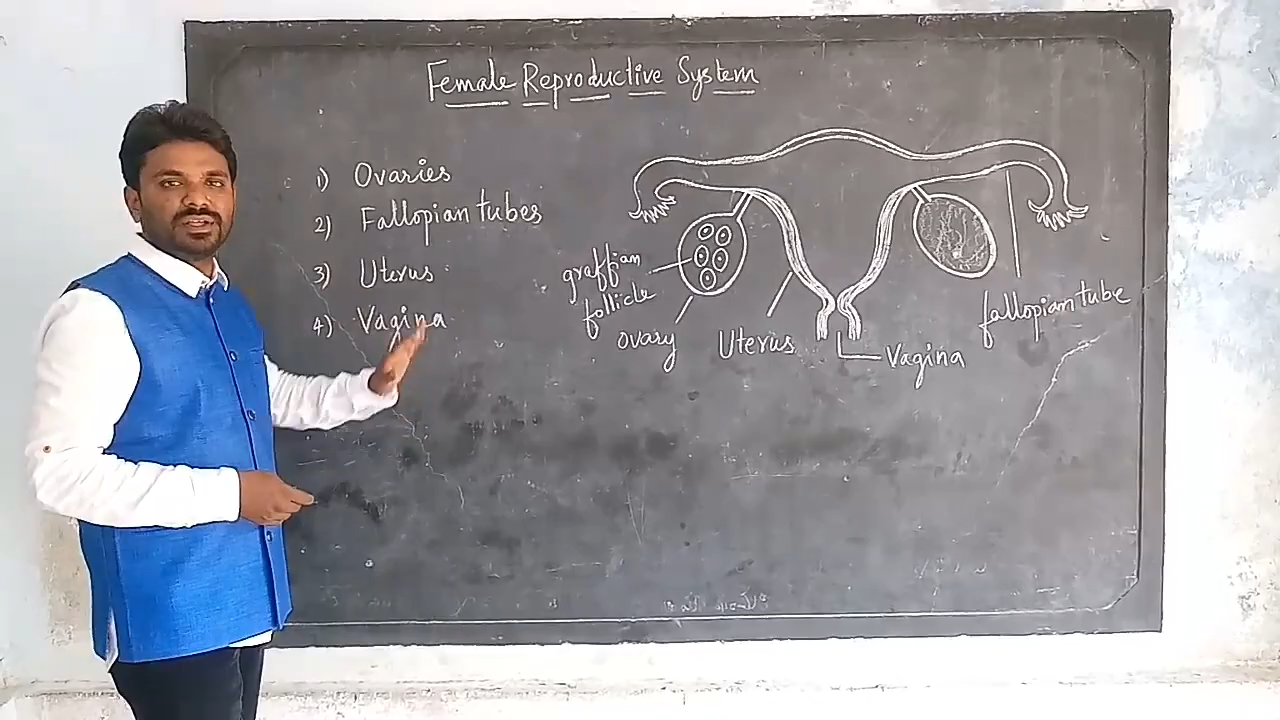 Female Reproductive System
1) Ovaries
2) Fallopian tubes
3) Uterus
4) Vagina
graffian
follicle
ovary
Uterus
Vagina
fallopian tube